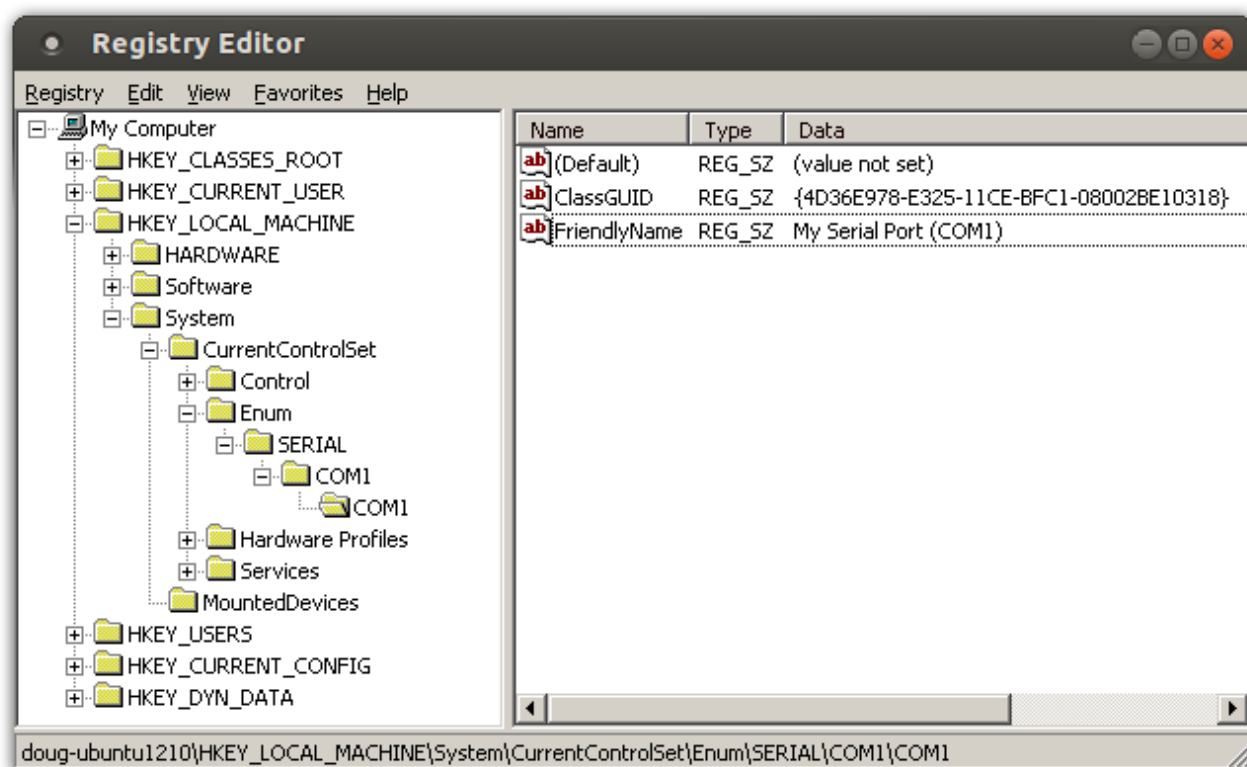 Registry Editor
Registry Edit View Favorites Help
My Computer
HKEY_CLASSES_ROOT
HKEY_CURRENT_USER
HKEY_LOCAL_MACHINE
HARDWARE
Software
System
CurrentControlSet
Control
Enum
SERIAL
COM1
COM1
Hardware Profiles
Services
MountedDevices
HKEY_USERS
HKEY_CURRENT_CONFIG
HKEY_DYN_DATA
Name Type Data
ab (Default) REG_SZ (value not set)
ab ClassGUID REG_SZ {4D36E978-E325-11CE-BFC1-08002BE10318}
ab FriendlyName REG_SZ My Serial Port (COM1)
doug-ubuntu1210\HKEY_LOCAL_MACHINE\System\CurrentControlSet\Enum\SERIAL\COM1\COM1